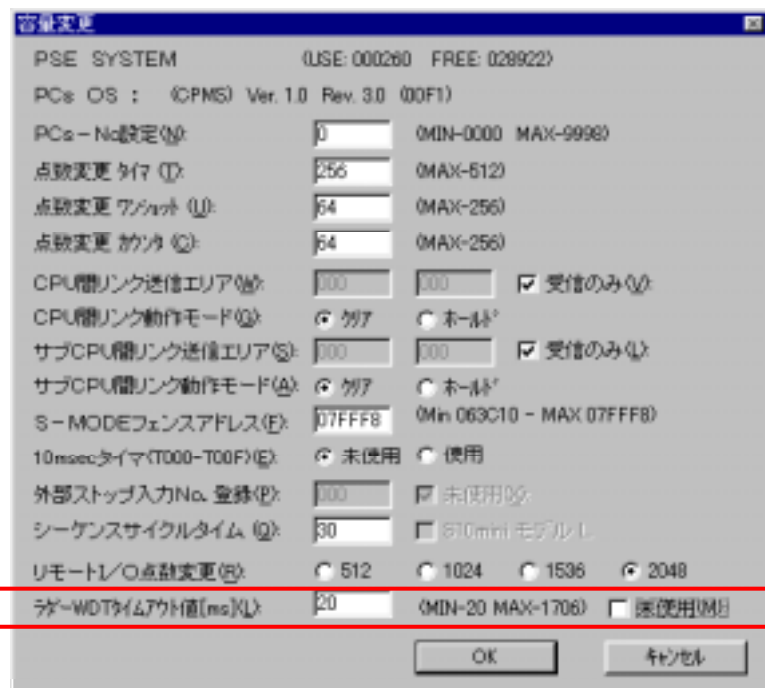 容量変更
PSE SYSTEM (USE: 000260 FREE: 028922)
PCs OS : (CPMS) Ver. 1.0 Rev. 3.0 (00F1)
PCs-No設定(N): 0 (MIN-0000 MAX-9998)
点数変更 ﾀｲﾏ (T): 256 (MAX-512)
点数変更 ﾜﾝｼｮｯﾄ (U): 64 (MAX-256)
点数変更 ｶｳﾝﾀ (C): 64 (MAX-256)
CPU間リンク送信エリア(W): 000 000 受信のみ(V):
CPU間リンク動作モード(G): ｸﾘｱ ﾎｰﾙﾄﾞ
サブCPU間リンク送信エリア(S): 000 000 受信のみ(L):
サブCPU間リンク動作モード(A): ｸﾘｱ ﾎｰﾙﾄﾞ
S-MODEフェンスアドレス(F): 07FFF8 (Min 063C10 - MAX 07FFF8)
10msecタイマ(T000-T00F)(E): 未使用 使用
外部ストップ入力No. 登録(P): 000 未使用
シーケンスサイクルタイム (Q): 30 S10mini モデル
リモートI/O点数変更(R): 512 1024 1536 2048
ﾗﾀﾞｰWDTﾀｲﾑｱｳﾄ値[ms](L): 20 (MIN-20 MAX-1706) 未使用(M):
OK ｷｬﾝｾﾙ